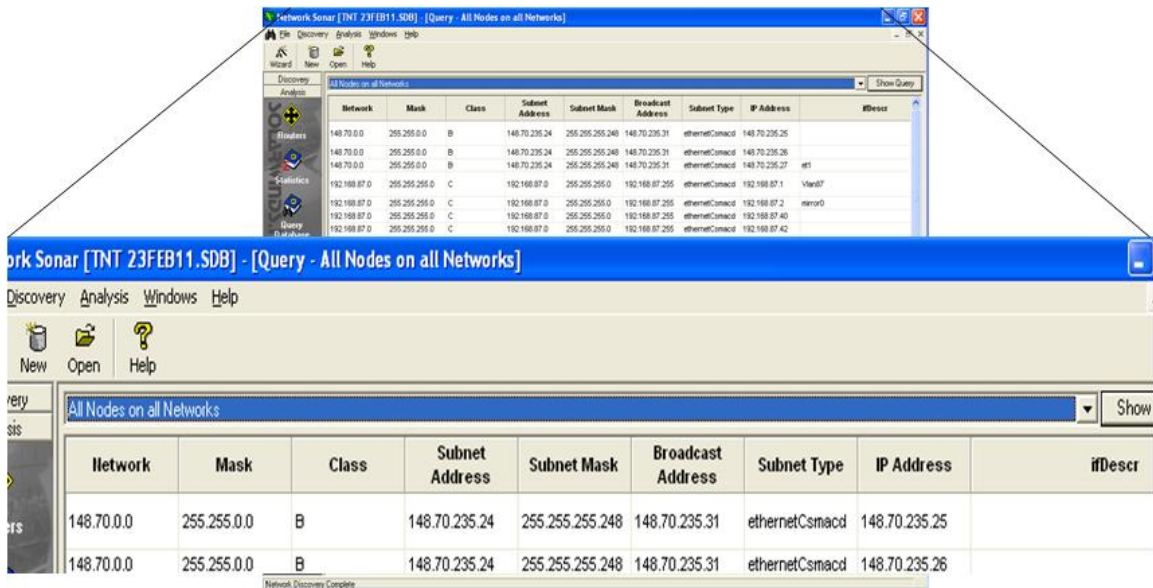 Network Sonar [TNT 23FEB11.SDB] - [Query - All Nodes on all Networks]
File Discovery Analysis Windows Help
Wizard New Open Help
Discovery
Analysis
All Nodes on all Networks Show Query
Network Mask Class Subnet Address Subnet Mask Broadcast Address Subnet Type IP Address ifDescr
Routers
Statistics
Query Database
148.70.0.0 255.255.0.0 B 148.70.235.24 255.255.255.248 148.70.235.31 ethernetCsmacd 148.70.235.25
148.70.0.0 255.255.0.0 B 148.70.235.24 255.255.255.248 148.70.235.31 ethernetCsmacd 148.70.235.26
148.70.0.0 255.255.0.0 B 148.70.235.24 255.255.255.248 148.70.235.31 ethernetCsmacd 148.70.235.27 et1
192.168.87.0 255.255.255.0 C 192.168.87.0 255.255.255.0 192.168.87.255 ethernetCsmacd 192.168.87.1 Vlan87
192.168.87.0 255.255.255.0 C 192.168.87.0 255.255.255.0 192.168.87.255 ethernetCsmacd 192.168.87.2 mirror0
192.168.87.0 255.255.255.0 C 192.168.87.0 255.255.255.0 192.168.87.255 ethernetCsmacd 192.168.87.40
192.168.87.0 255.255.255.0 C 192.168.87.0 255.255.255.0 192.168.87.255 ethernetCsmacd 192.168.87.42
ork Sonar [TNT 23FEB11.SDB] - [Query - All Nodes on all Networks]
Discovery Analysis Windows Help
New Open Help
very
sis
ers
All Nodes on all Networks Show
Network Mask Class Subnet Address Subnet Mask Broadcast Address Subnet Type IP Address ifDescr
148.70.0.0 255.255.0.0 B 148.70.235.24 255.255.255.248 148.70.235.31 ethernetCsmacd 148.70.235.25
148.70.0.0 255.255.0.0 B 148.70.235.24 255.255.255.248 148.70.235.31 ethernetCsmacd 148.70.235.26
Network Discovery Complete